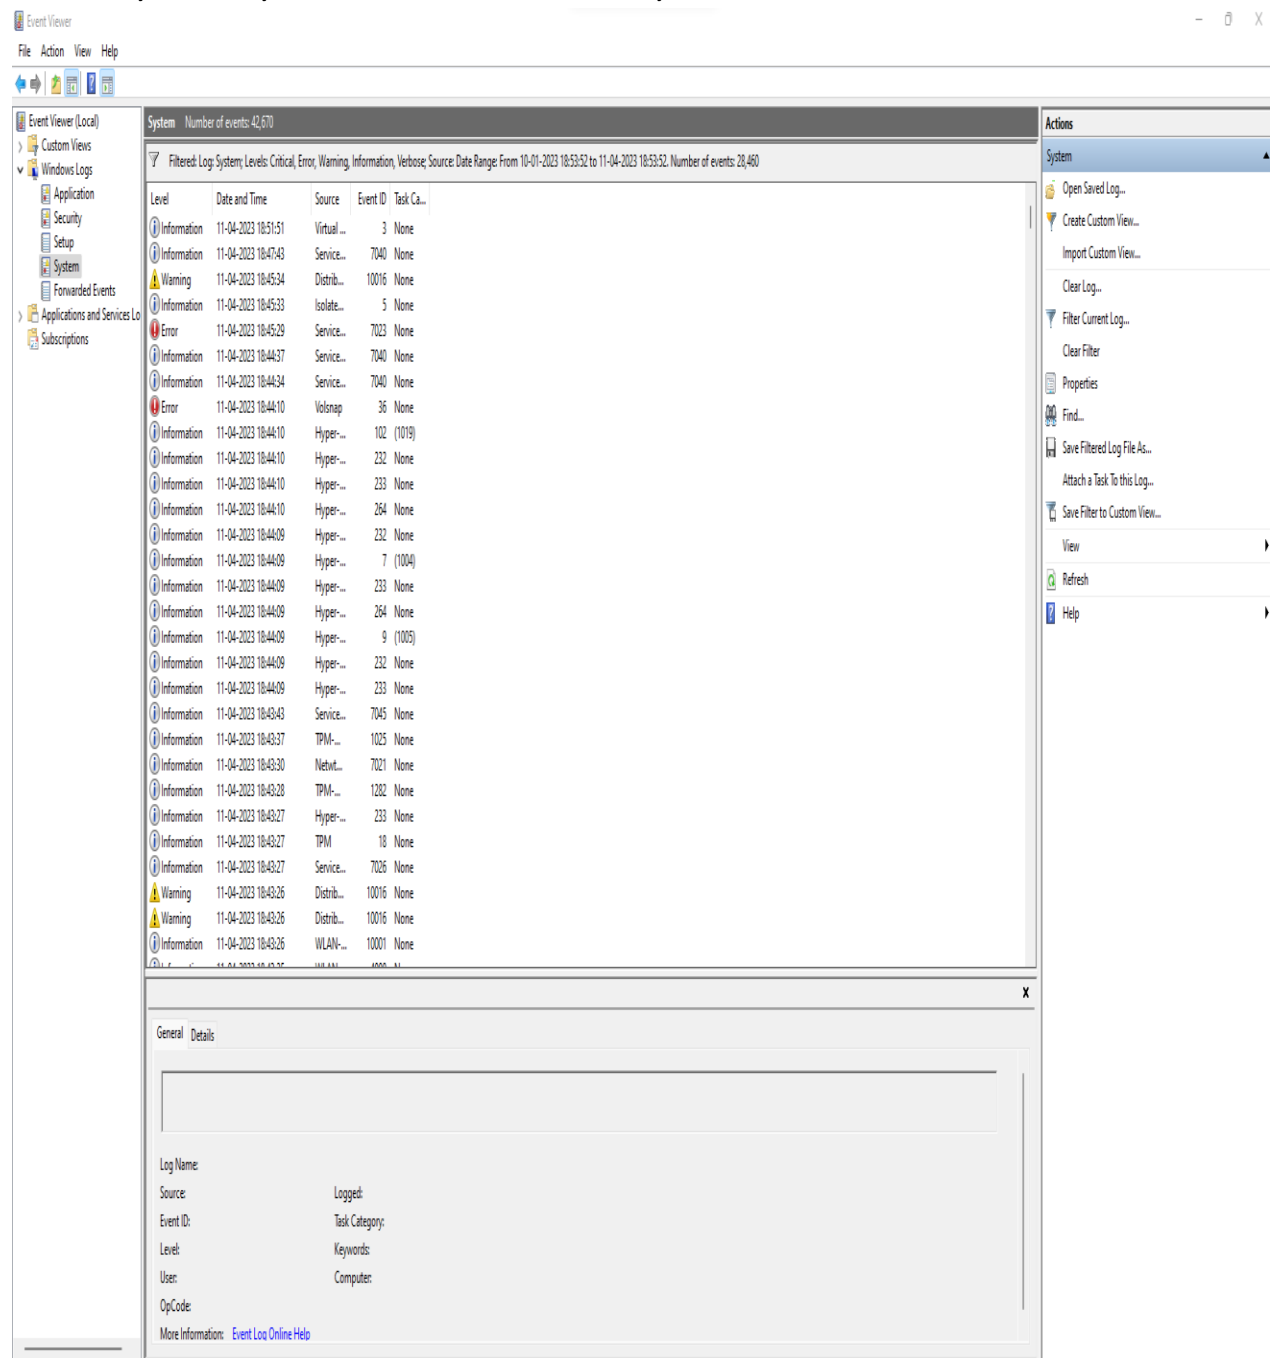 Event Viewer
File Action View Help
Event Viewer (Local)
Custom Views
Windows Logs
Application
Security
Setup
System
Forwarded Events
Applications and Services Lo
Subscriptions
System Number of events: 42,670
Filtered: Log: System; Levels: Critical, Error, Warning, Information, Verbose; Source: Date Range: From 10-01-2023 18:53:52 to 11-04-2023 18:53:52. Number of events: 28,460
Level Date and Time Source Event ID Task Ca...
Information 11-04-2023 18:51:51 Virtual ... 3 None
Information 11-04-2023 18:47:43 Service... 7040 None
Warning 11-04-2023 18:45:34 Distrib... 10016 None
Information 11-04-2023 18:45:33 Isolate... 5 None
Error 11-04-2023 18:45:29 Service... 7023 None
Information 11-04-2023 18:44:37 Service... 7040 None
Information 11-04-2023 18:44:34 Service... 7040 None
Error 11-04-2023 18:44:10 Volsnap 36 None
Information 11-04-2023 18:44:10 Hyper-... 102 (1019)
Information 11-04-2023 18:44:10 Hyper-... 232 None
Information 11-04-2023 18:44:10 Hyper-... 233 None
Information 11-04-2023 18:44:10 Hyper-... 264 None
Information 11-04-2023 18:44:09 Hyper-... 232 None
Information 11-04-2023 18:44:09 Hyper-... 7 (1004)
Information 11-04-2023 18:44:09 Hyper-... 233 None
Information 11-04-2023 18:44:09 Hyper-... 264 None
Information 11-04-2023 18:44:09 Hyper-... 9 (1005)
Information 11-04-2023 18:44:09 Hyper-... 232 None
Information 11-04-2023 18:44:09 Hyper-... 233 None
Information 11-04-2023 18:43:43 Service... 7045 None
Information 11-04-2023 18:43:37 TPM-... 1025 None
Information 11-04-2023 18:43:30 Netwt... 7021 None
Information 11-04-2023 18:43:28 TPM-... 1282 None
Information 11-04-2023 18:43:27 Hyper-... 233 None
Information 11-04-2023 18:43:27 TPM 18 None
Information 11-04-2023 18:43:27 Service... 7026 None
Warning 11-04-2023 18:43:26 Distrib... 10016 None
Warning 11-04-2023 18:43:26 Distrib... 10016 None
Information 11-04-2023 18:43:26 WLAN-... 10001 None
General Details
Log Name:
Source: Logged:
Event ID: Task Category:
Level: Keywords:
User: Computer:
OpCode:
More Information: Event Log Online Help
Actions
System
Open Saved Log...
Create Custom View...
Import Custom View...
Clear Log...
Filter Current Log...
Clear Filter
Properties
Find...
Save Filtered Log File As...
Attach a Task To this Log...
Save Filter to Custom View...
View
Refresh
Help